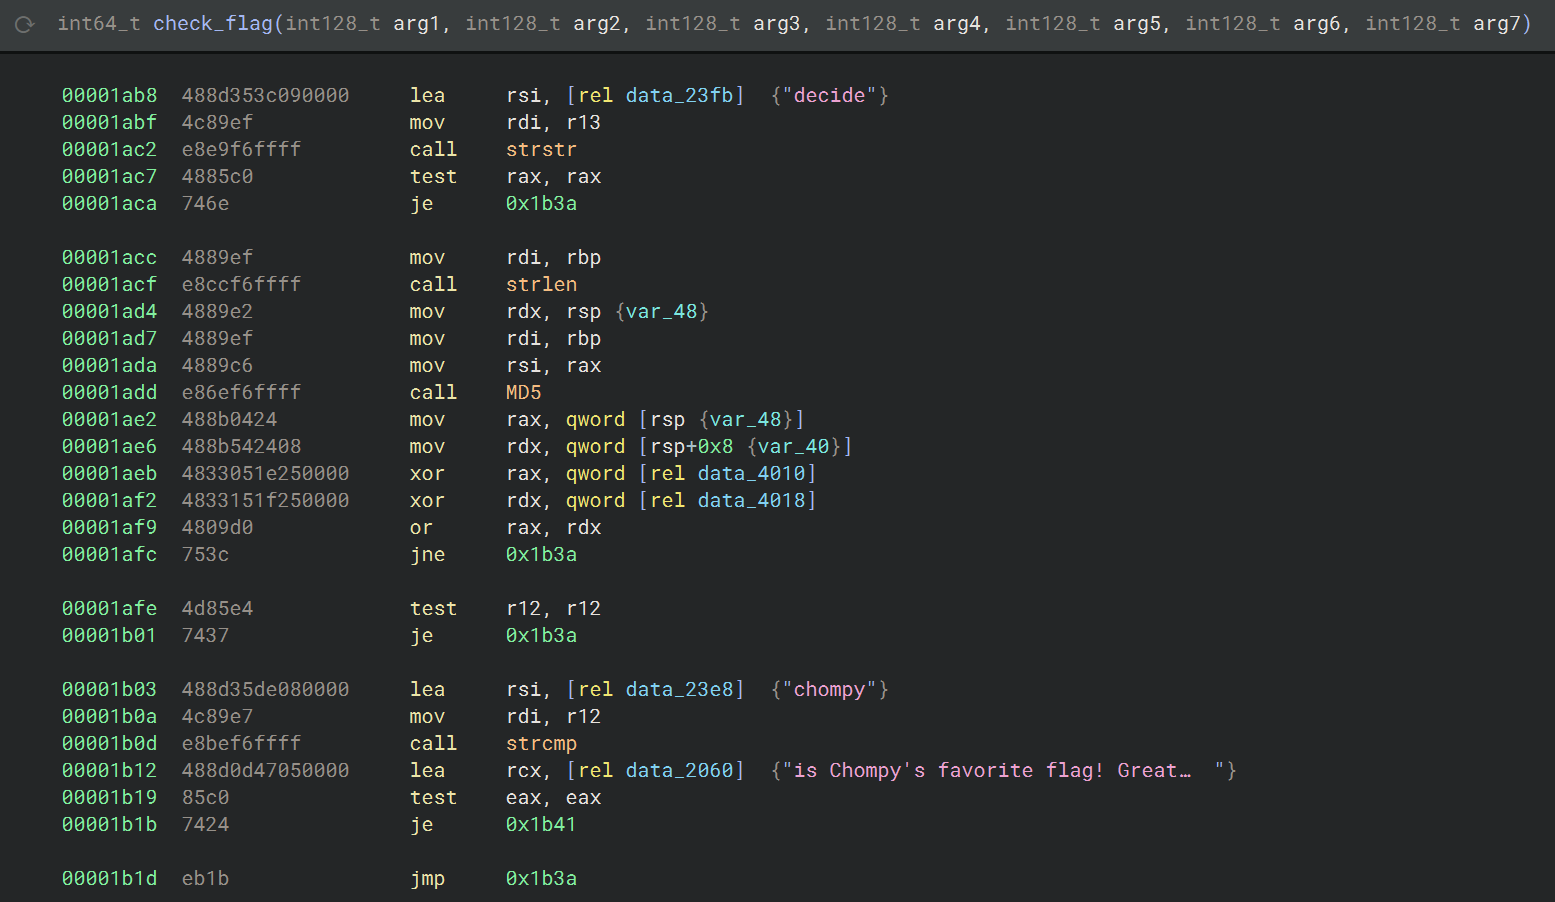 int64_t check_flag(int128_t arg1, int128_t arg2, int128_t arg3, int128_t arg4, int128_t arg5, int128_t arg6, int128_t arg7)
00001ab8 488d353c090000 lea rsi, [rel data_23fb] {"decide"}
00001abf 4c89ef mov rdi, r13
00001ac2 e8e9f6ffff call strstr
00001ac7 4885c0 test rax, rax
00001aca 746e je 0x1b3a
00001acc 4889ef mov rdi, rbp
00001acf e8ccf6ffff call strlen
00001ad4 4889e2 mov rdx, rsp {var_48}
00001ad7 4889ef mov rdi, rbp
00001ada 4889c6 mov rsi, rax
00001add e86ef6ffff call MD5
00001ae2 488b0424 mov rax, qword [rsp {var_48}]
00001ae6 488b542408 mov rdx, qword [rsp+0x8 {var_40}]
00001aeb 4833051e250000 xor rax, qword [rel data_4010]
00001af2 4833151f250000 xor rdx, qword [rel data_4018]
00001af9 4809d0 or rax, rdx
00001afc 753c jne 0x1b3a
00001afe 4d85e4 test r12, r12
00001b01 7437 je 0x1b3a
00001b03 488d35de080000 lea rsi, [rel data_23e8] {"chompy"}
00001b0a 4c89e7 mov rdi, r12
00001b0d e8bef6ffff call strcmp
00001b12 488d0d47050000 lea rcx, [rel data_2060] {"is Chompy's favorite flag! Great… "}
00001b19 85c0 test eax, eax
00001b1b 7424 je 0x1b41
00001b1d eb1b jmp 0x1b3a